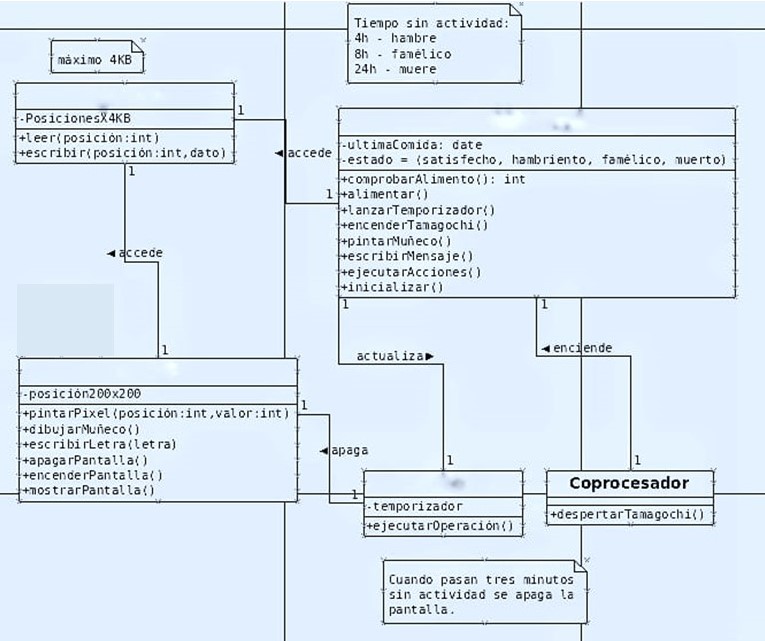 Tiempo sin actividad:
4h - hambre
8h - famélico
24h - muere
máximo 4KB
-PosicionesX4KB
+leer(posición:int)
+escribir(posición:int,dato)
1
accede
1
-ultimaComida: date
-estado = (satisfecho, hambriento, famélico, muerto)
+comprobarAlimento(): int
+alimentar()
+lanzarTemporizador()
+encenderTamagochi()
+pintarMuñeco()
+escribirMensaje()
+ejecutarAcciones()
+inicializar()
1
accede
1
1
actualiza
1
1
enciende
1
-posición200x200
+pintarPixel(posición:int,valor:int)
+dibujarMuñeco()
+escribirLetra(letra)
+apagarPantalla()
+encenderPantalla()
+mostrarPantalla()
1
apaga
1
-temporizador
+ejecutarOperación()
Coprocesador
+despertarTamagochi()
Cuando pasan tres minutos
sin actividad se apaga la
pantalla.